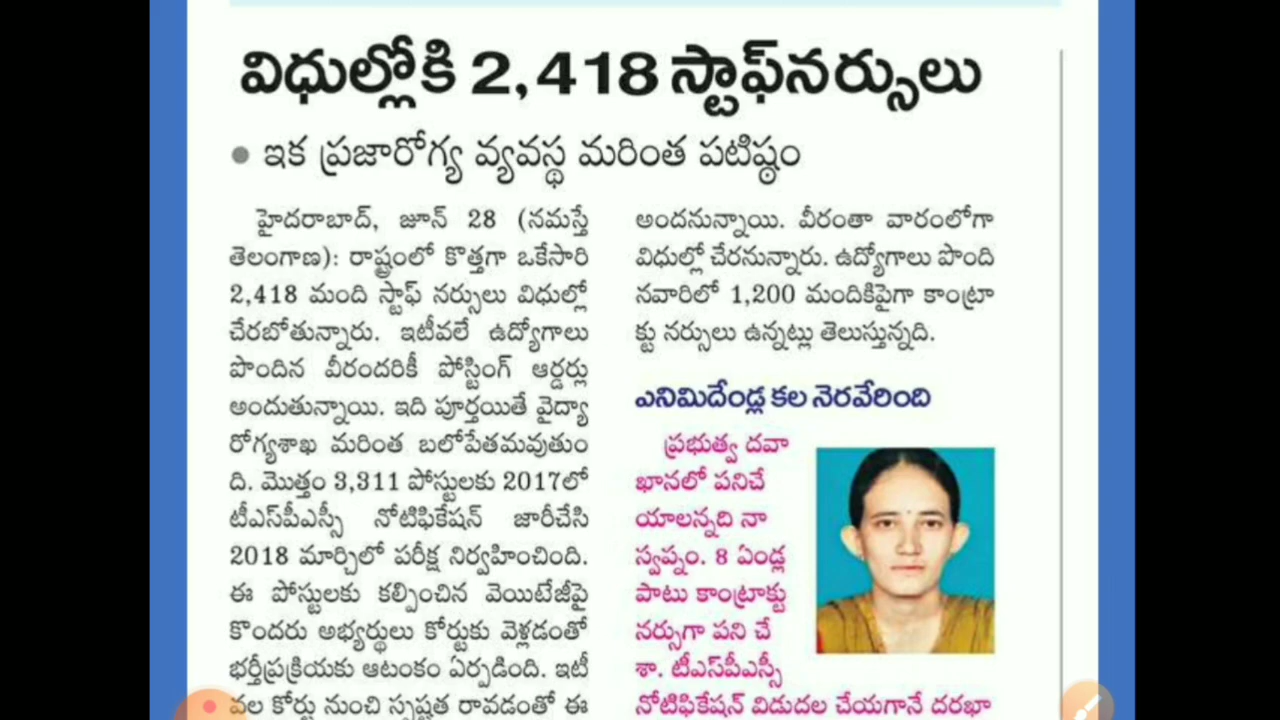 విధుల్లోకి 2,418 స్టాఫ్‌నర్సులు
● ఇక ప్రజారోగ్య వ్యవస్థ మరింత పటిష్ఠం
హైదరాబాద్, జూన్ 28 (నమస్తే
తెలంగాణ): రాష్ట్రంలో కొత్తగా ఒకేసారి
2,418 మంది స్టాఫ్ నర్సులు విధుల్లో
చేరబోతున్నారు. ఇటీవలే ఉద్యోగాలు
పొందిన వీరందరికీ పోస్టింగ్ ఆర్డర్లు
అందుతున్నాయి. ఇది పూర్తయితే వైద్యా
రోగ్యశాఖ మరింత బలోపేతమవుతుం
ది. మొత్తం 3,311 పోస్టులకు 2017లో
టీఎస్‌పీఎస్సీ నోటిఫికేషన్ జారీచేసి
2018 మార్చిలో పరీక్ష నిర్వహించింది.
ఈ పోస్టులకు కల్పించిన వెయిటేజీపై
కొందరు అభ్యర్థులు కోర్టుకు వెళ్లడంతో
భర్తీప్రక్రియకు ఆటంకం ఏర్పడింది. ఇటీ
వల కోర్టు నుంచి స్పష్టత రావడంతో ఈ
అందనున్నాయి. వీరంతా వారంలోగా
విధుల్లో చేరనున్నారు. ఉద్యోగాలు పొంది
నవారిలో 1,200 మందికిపైగా కాంట్రా
క్టు నర్సులు ఉన్నట్లు తెలుస్తున్నది.
ఎనిమిదేండ్ల కల నెరవేరింది
ప్రభుత్వ దవా
ఖానలో పనిచే
యాలన్నది నా
స్వప్నం. 8 ఏండ్ల
పాటు కాంట్రాక్టు
నర్సుగా పని చే
శా. టీఎస్‌పీఎస్సీ
నోటిఫికేషన్ విడుదల చేయగానే దరఖా